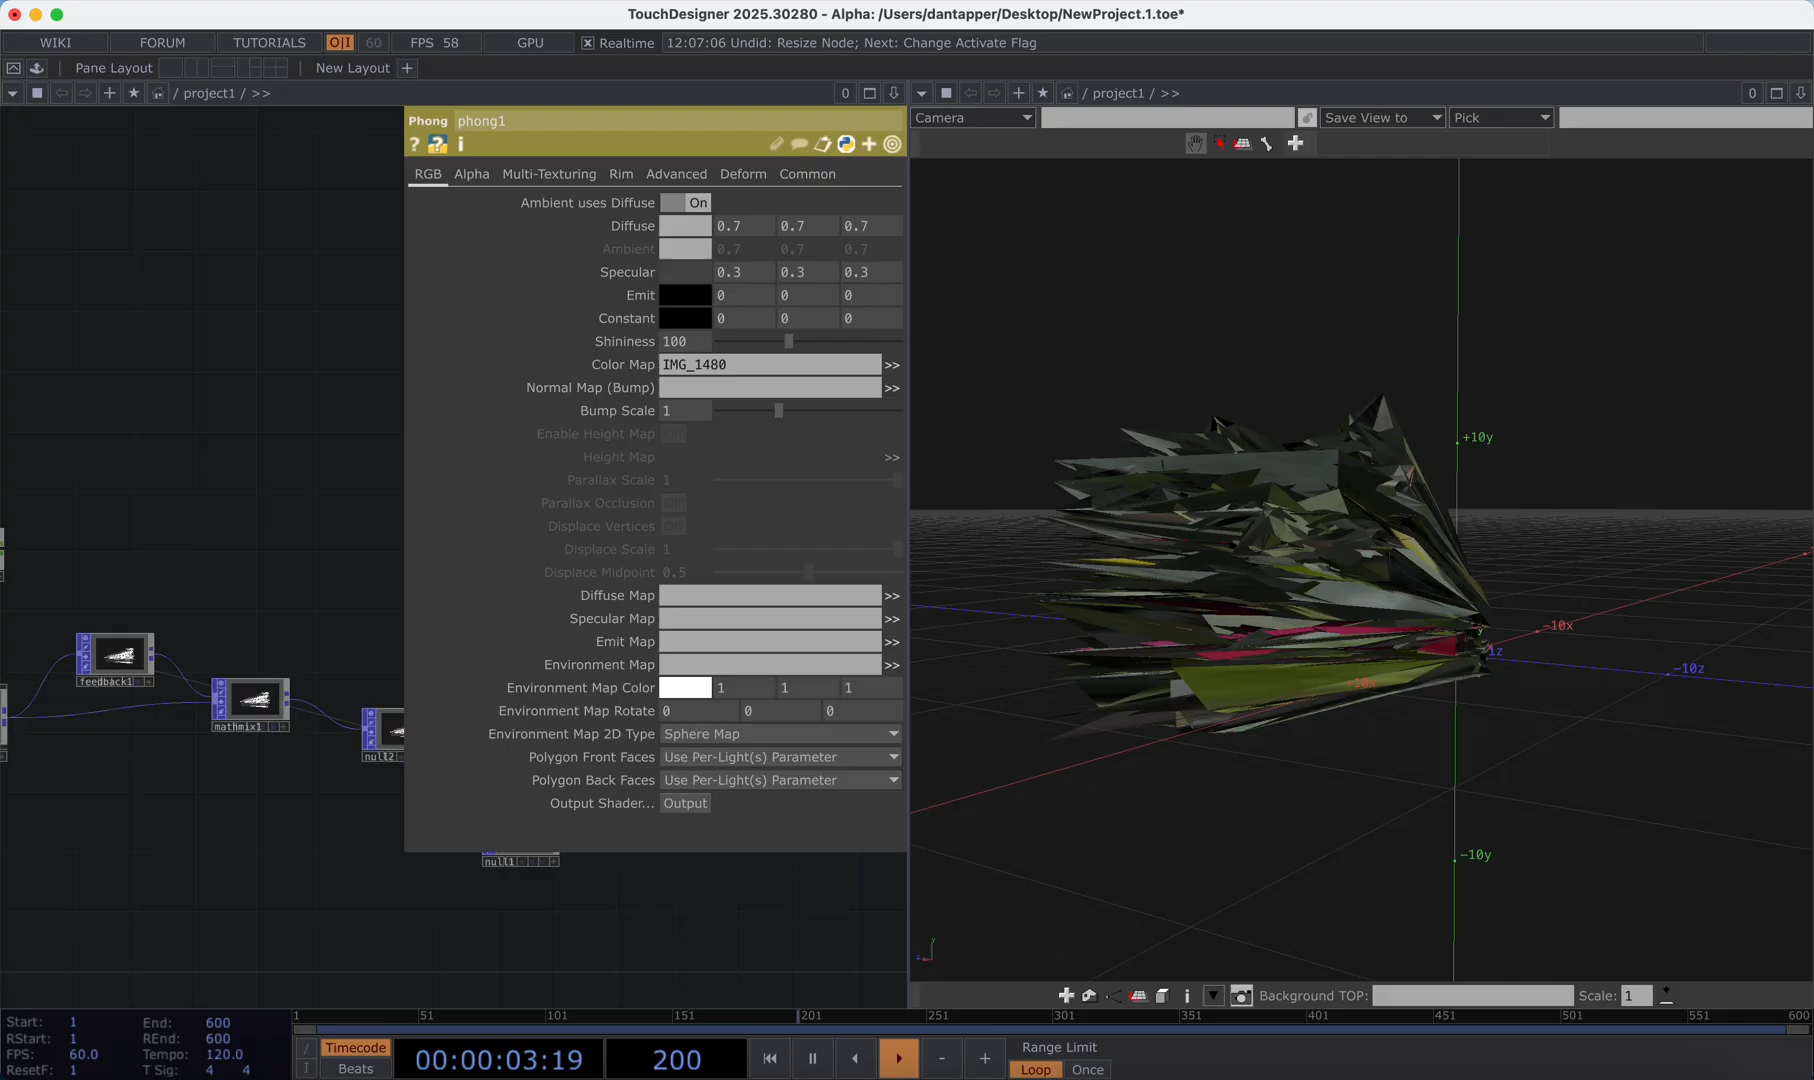 TouchDesigner 2025.30280 - Alpha: /Users/dantapper/Desktop/NewProject.1.toe*
WIKI FORUM TUTORIALS O|I 60 FPS 58 GPU Realtime 12:07:06 Undid: Resize Node; Next: Change Activate Flag
Pane Layout New Layout +
/ project1 / >> 0
/ project1 / >> 0
Phong phong1
Camera Save View to Pick
? i
RGB Alpha Multi-Texturing Rim Advanced Deform Common
Ambient uses Diffuse On
Diffuse 0.7 0.7 0.7
Ambient 0.7 0.7 0.7
Specular 0.3 0.3 0.3
Emit 0 0 0
Constant 0 0 0
Shininess 100
Color Map IMG_1480 >>
Normal Map (Bump) >>
Bump Scale 1
Enable Height Map Off
Height Map >>
Parallax Scale 1
Parallax Occlusion Off
Displace Vertices Off
Displace Scale 1
Displace Midpoint 0.5
Diffuse Map >>
Specular Map >>
Emit Map >>
Environment Map >>
Environment Map Color 1 1 1
Environment Map Rotate 0 0 0
Environment Map 2D Type Sphere Map
Polygon Front Faces Use Per-Light(s) Parameter
Polygon Back Faces Use Per-Light(s) Parameter
Output Shader... Output
feedback1
mathmix1
null2
null1
+10y
-10x
1z
-10z
+10x
-10y
y
Background TOP: Scale: 1
1 51 101 151 201 251 301 351 401 451 501 551 600
Start: 1 End: 600
RStart: 1 REnd: 600
FPS: 60.0 Tempo: 120.0
ResetF: 1 T Sig: 4 4
Timecode
Beats
00:00:03:19 200
- +
Range Limit
Loop Once